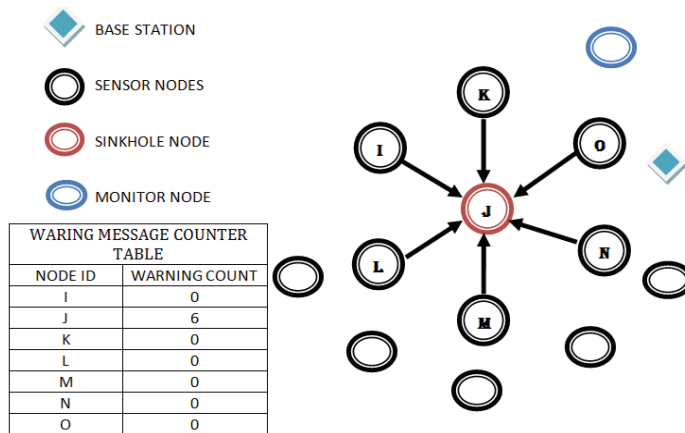 BASE STATION
SENSOR NODES
SINKHOLE NODE
MONITOR NODE
WARING MESSAGE COUNTER
TABLE
NODE ID WARNING COUNT
I 0
J 6
K 0
L 0
M 0
N 0
O 0
K
I
O
J
L
N
M